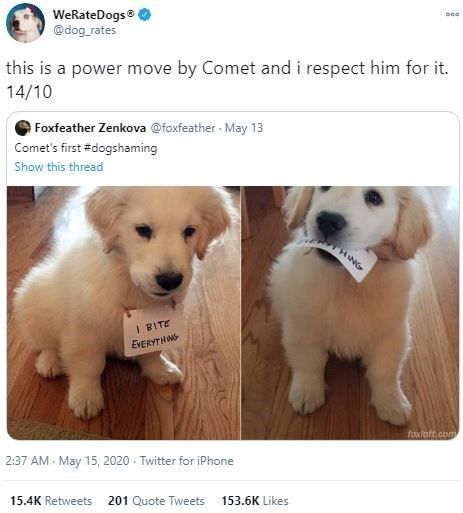 WeRateDogs®
@dog_rates
this is a power move by Comet and i respect him for it.
14/10
Foxfeather Zenkova @foxfeather · May 13
Comet's first #dogshaming
Show this thread
I BITE
EVERYTHING
VERYTHING
foxloft.com
2:37 AM · May 15, 2020 · Twitter for iPhone
15.4K Retweets 201 Quote Tweets 153.6K Likes